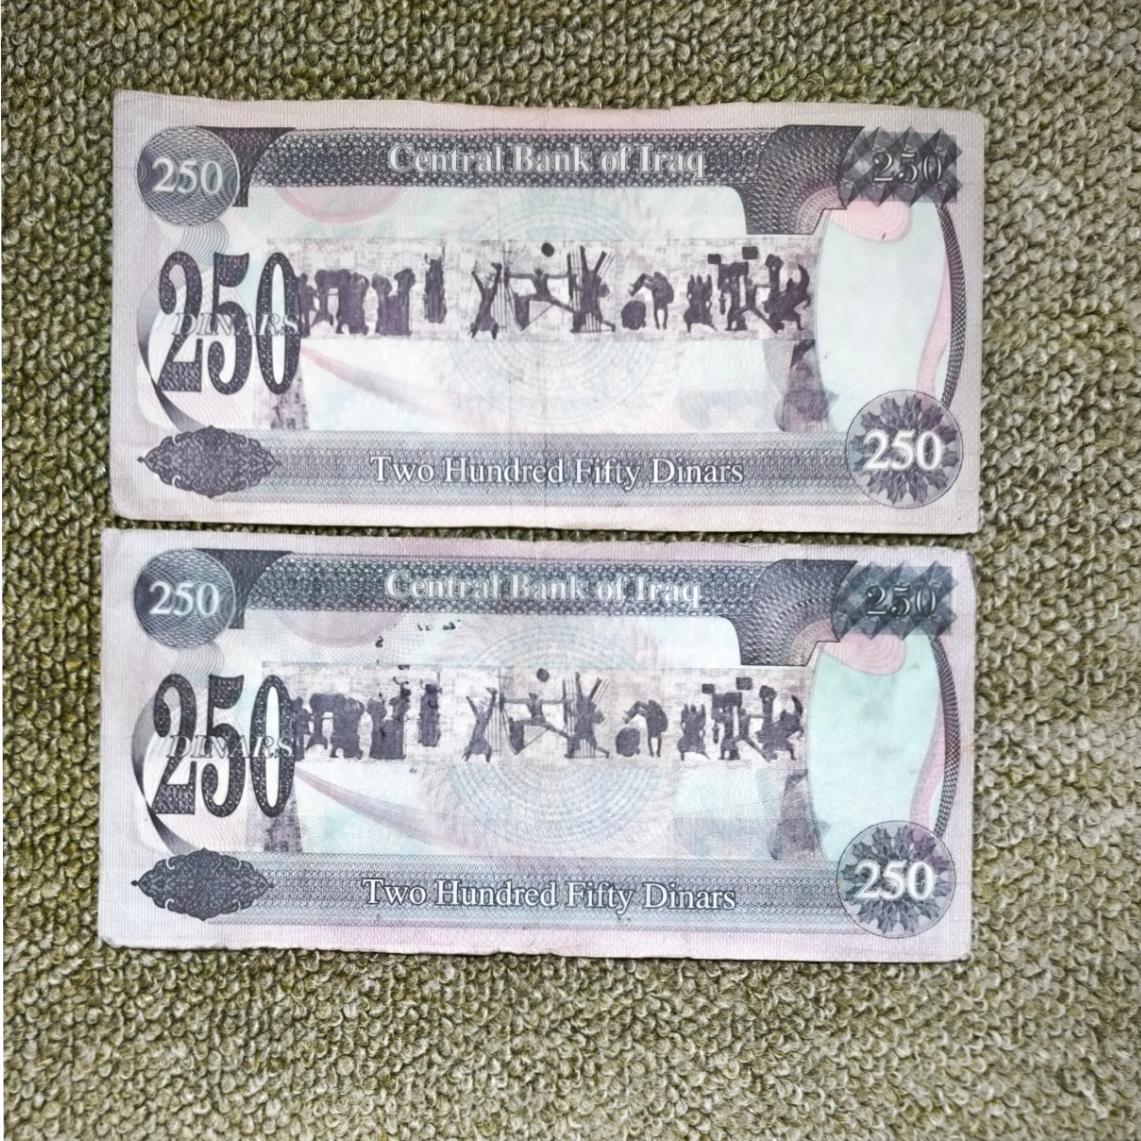 Central Bank of Iraq
250
250
250
DINARS
Two Hundred Fifty Dinars
250
Central Bank of Iraq
250
250
250
DINARS
Two Hundred Fifty Dinars
250